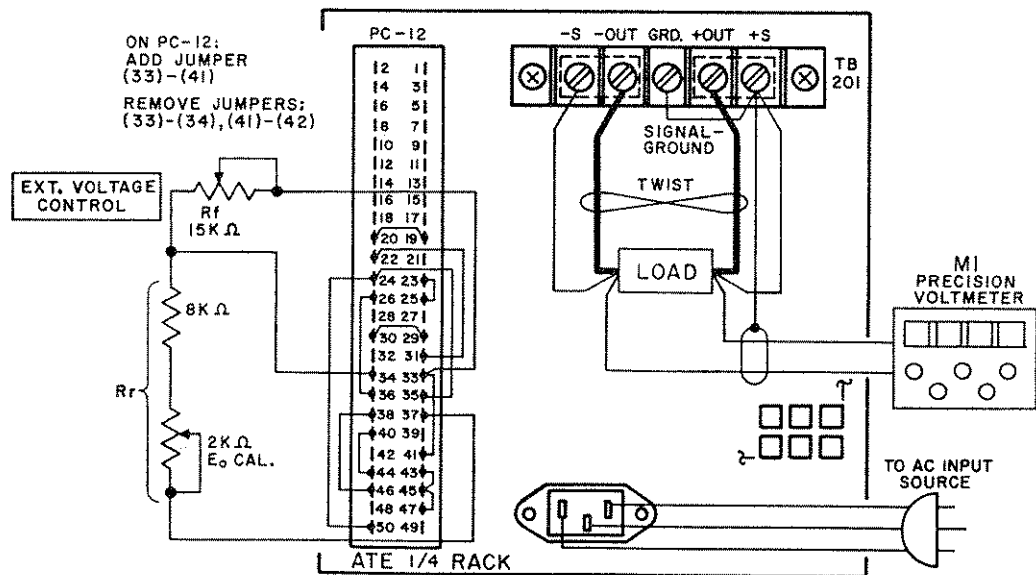 ON PC-12:
ADD JUMPER
(33)-(41)
REMOVE JUMPERS:
(33)-(34),(41)-(42)
EXT. VOLTAGE
CONTROL
Rf
15KΩ
8KΩ
Rr
2KΩ
Eo CAL.
PC-12
2 1
4 3
6 5
8 7
10 9
12 11
14 13
16 15
18 17
20 19
22 21
24 23
26 25
28 27
30 29
32 31
34 33
36 35
38 37
40 39
42 41
44 43
46 45
48 47
50 49
-S -OUT GRD. +OUT +S
TB
201
SIGNAL-
GROUND
TWIST
LOAD
M1
PRECISION
VOLTMETER
TO AC INPUT
SOURCE
ATE 1/4 RACK